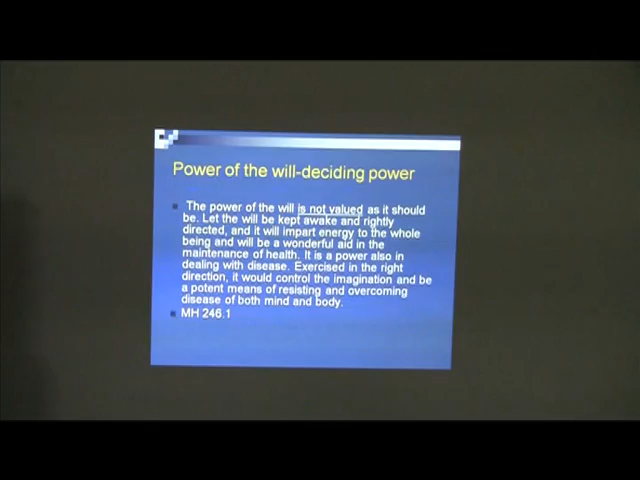 Power of the will-deciding power
The power of the will is not valued as it should
be. Let the will be kept awake and rightly
directed, and it will impart energy to the whole
being and will be a wonderful aid in the
maintenance of health. It is a power also in
dealing with disease. Exercised in the right
direction, it would control the imagination and be
a potent means of resisting and overcoming
disease of both mind and body.
MH 246.1